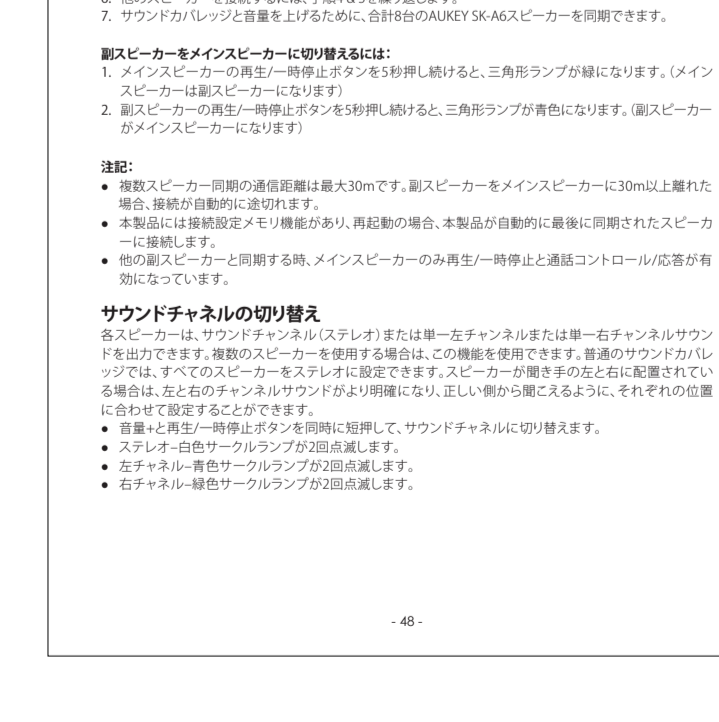 7. サウンドカバレッジと音量を上げるために、合計8台のAUKEY SK-A6スピーカーを同期できます。
副スピーカーをメインスピーカーに切り替えるには：
1. メインスピーカーの再生/一時停止ボタンを5秒押し続けると、三角形ランプが緑になります。（メイン
スピーカーは副スピーカーになります）
2. 副スピーカーの再生/一時停止ボタンを5秒押し続けると、三角形ランプが青色になります。（副スピーカー
がメインスピーカーになります）
注記：
● 複数スピーカー同期の通信距離は最大30mです。副スピーカーをメインスピーカーに30m以上離れた
場合、接続が自動的に途切れます。
● 本製品には接続設定メモリ機能があり、再起動の場合、本製品が自動的に最後に同期されたスピーカ
ーに接続します。
● 他の副スピーカーと同期する時、メインスピーカーのみ再生/一時停止と通話コントロール/応答が有
効になっています。
サウンドチャネルの切り替え
各スピーカーは、サウンドチャンネル（ステレオ）または単一左チャンネルまたは単一右チャンネルサウン
ドを出力できます。複数のスピーカーを使用する場合は、この機能を使用できます。普通のサウンドカバレ
ッジでは、すべてのスピーカーをステレオに設定できます。スピーカーが聞き手の左と右に配置されてい
る場合は、左と右のチャンネルサウンドがより明確になり、正しい側から聞こえるように、それぞれの位置
に合わせて設定することができます。
● 音量+と再生/一時停止ボタンを同時に短押して、サウンドチャネルに切り替えます。
● ステレオ–白色サークルランプが2回点滅します。
● 左チャネル–青色サークルランプが2回点滅します。
● 右チャネル–緑色サークルランプが2回点滅します。
- 48 -